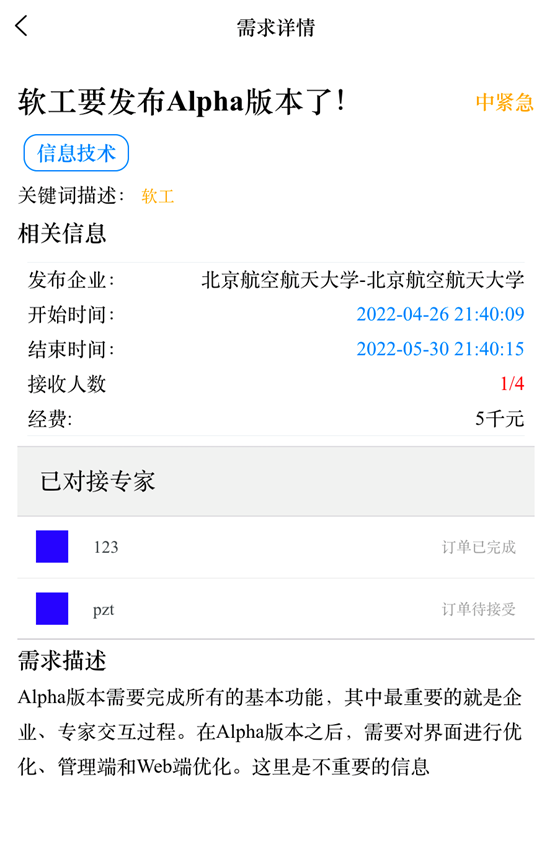 需求详情
软工要发布Alpha版本了!
中紧急
信息技术
关键词描述: 软工
相关信息
发布企业: 北京航空航天大学-北京航空航天大学
开始时间: 2022-04-26 21:40:09
结束时间: 2022-05-30 21:40:15
接收人数 1/4
经费: 5千元
已对接专家
123 订单已完成
pzt 订单待接受
需求描述
Alpha版本需要完成所有的基本功能，其中最重要的就是企
业、专家交互过程。在Alpha版本之后，需要对界面进行优
化、管理端和Web端优化。这里是不重要的信息